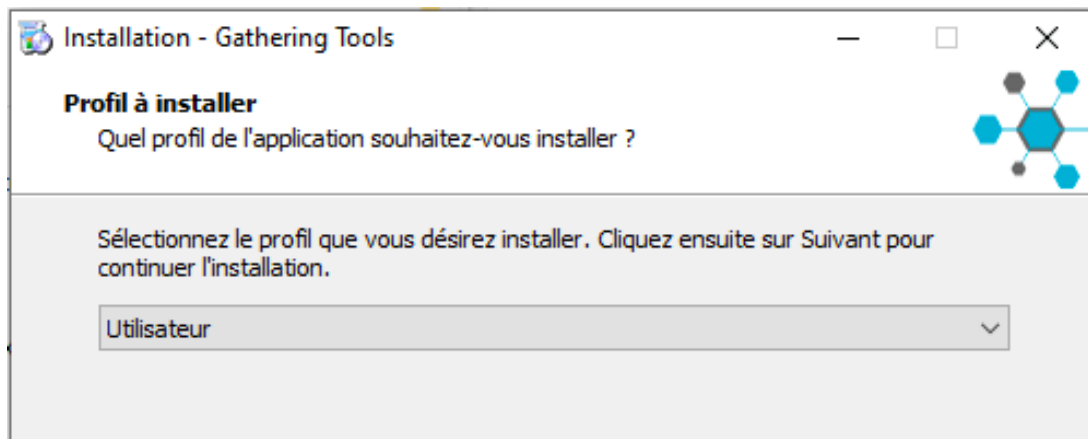 Installation - Gathering Tools
Profil à installer
Quel profil de l'application souhaitez-vous installer ?
Sélectionnez le profil que vous désirez installer. Cliquez ensuite sur Suivant pour
continuer l'installation.
Utilisateur